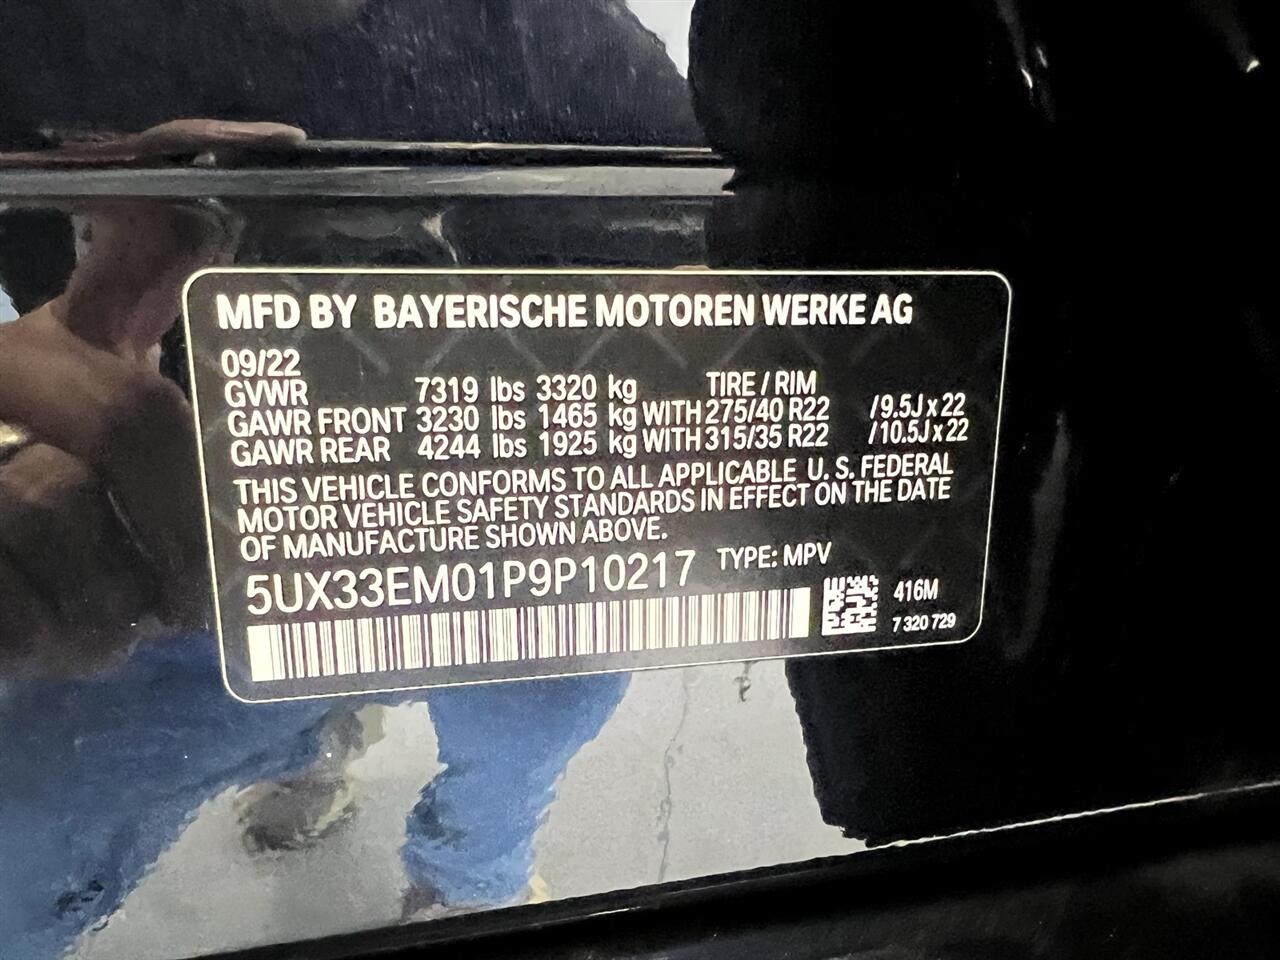 MFD BY BAYERISCHE MOTOREN WERKE AG
09/22
GVWR 7319 lbs 3320 kg TIRE / RIM
GAWR FRONT 3230 lbs 1465 kg WITH 275/40 R22 /9.5J x 22
GAWR REAR 4244 lbs 1925 kg WITH 315/35 R22 /10.5J x 22
THIS VEHICLE CONFORMS TO ALL APPLICABLE U. S. FEDERAL
MOTOR VEHICLE SAFETY STANDARDS IN EFFECT ON THE DATE
OF MANUFACTURE SHOWN ABOVE.
5UX33EM01P9P10217 TYPE: MPV
416M
7 320 729